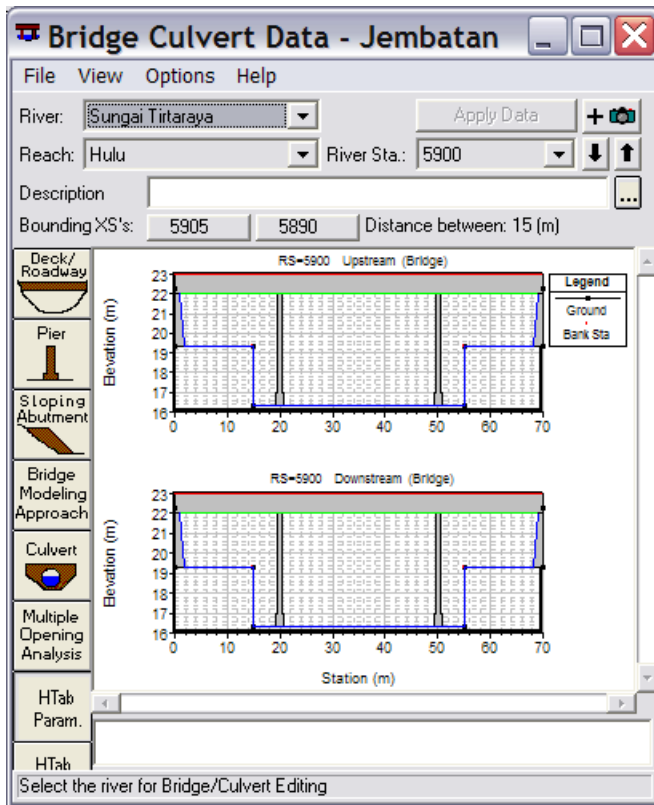 Bridge Culvert Data - Jembatan
File View Options Help
River: Sungai Tirtaraya Apply Data +
Reach: Hulu River Sta.: 5900
Description ...
Bounding XS's: 5905 5890 Distance between: 15 (m)
Deck/
Roadway
Pier
Sloping
Abutment
Bridge
Modeling
Approach
Culvert
Multiple
Opening
Analysis
HTab
Param.
HTab
RS=5900 Upstream (Bridge)
Legend
Ground
Bank Sta
Elevation (m)
23
22
21
20
19
18
17
16
0 10 20 30 40 50 60 70
RS=5900 Downstream (Bridge)
Elevation (m)
23
22
21
20
19
18
17
16
0 10 20 30 40 50 60 70
Station (m)
Select the river for Bridge/Culvert Editing